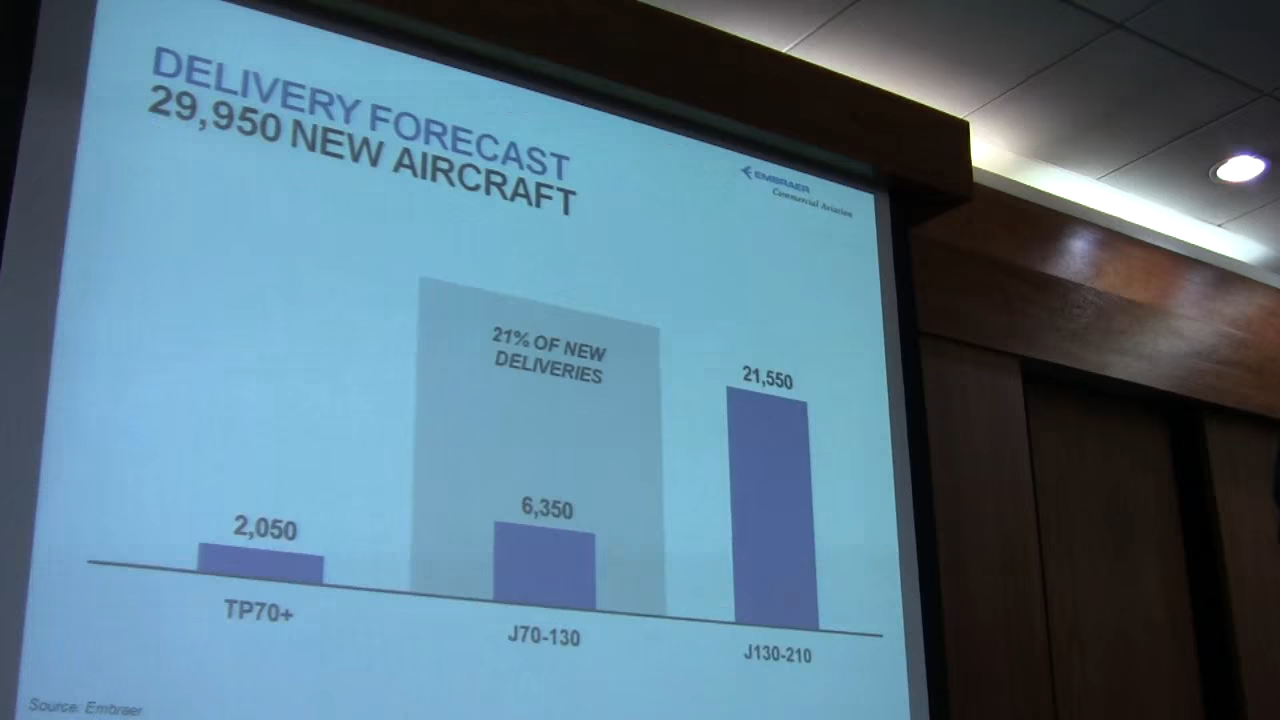 DELIVERY FORECAST
29,950 NEW AIRCRAFT
EMBRAER
Commercial Aviation
21% OF NEW
DELIVERIES
21,550
6,350
2,050
TP70+
J70-130
J130-210
Source: Embraer